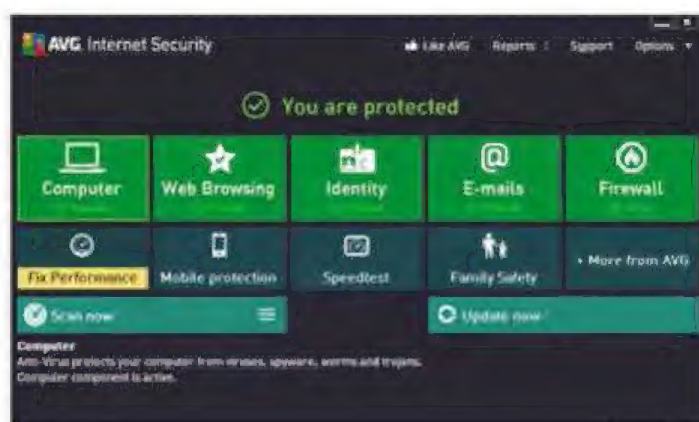 AVG. Internet Security
Like AVG Reports Support Options
You are protected
Computer Web Browsing Identity E-mails Firewall
Fix Performance Mobile protection Speedtest Family Safety + More from AVG
Scan now Update now
Computer
Anti-Virus protects your computer from viruses, spyware, worms and trojans.
Computer component is active.